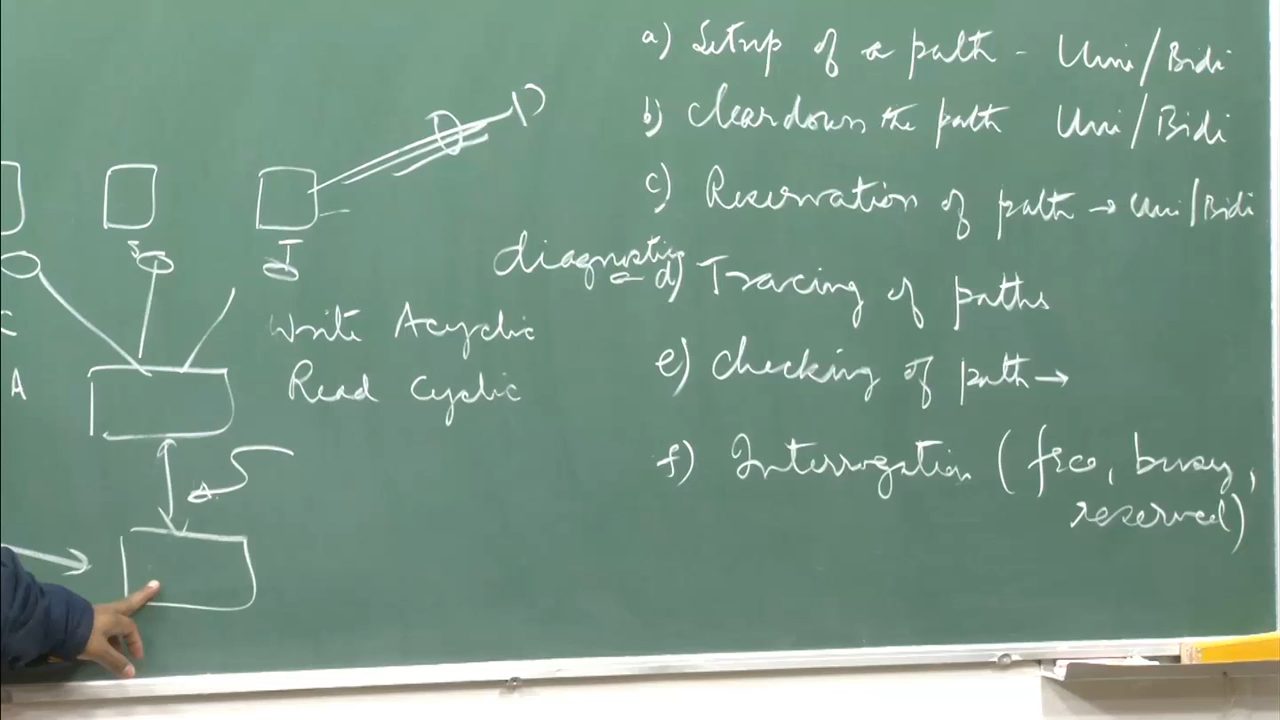 a) Setup of a path - Uni/Bidi
b) Cleardown the path Uni/Bidi
c) Reservation of path → Uni/Bidi
diagnostics d) Tracing of paths
e) Checking of path →
f) Interrogation (free, busy,
reserved)
S
T
Write Acyclic
Read Cyclic
C
A